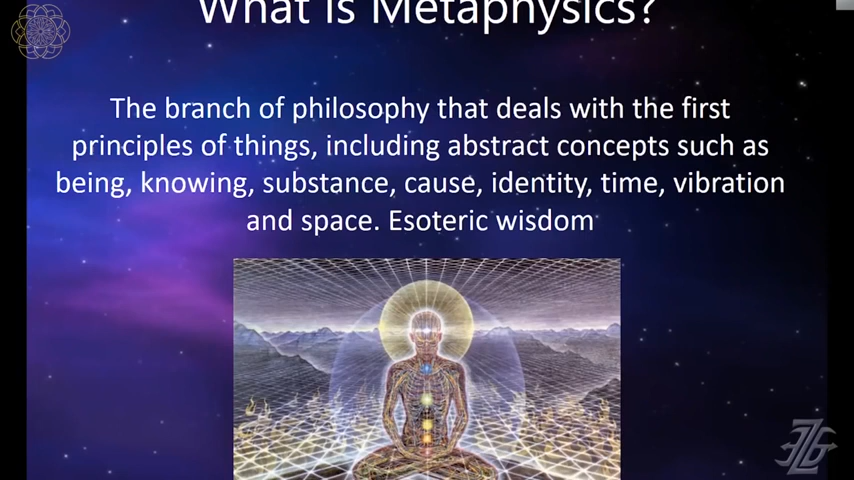 What is Metaphysics?
The branch of philosophy that deals with the first
principles of things, including abstract concepts such as
being, knowing, substance, cause, identity, time, vibration
and space. Esoteric wisdom